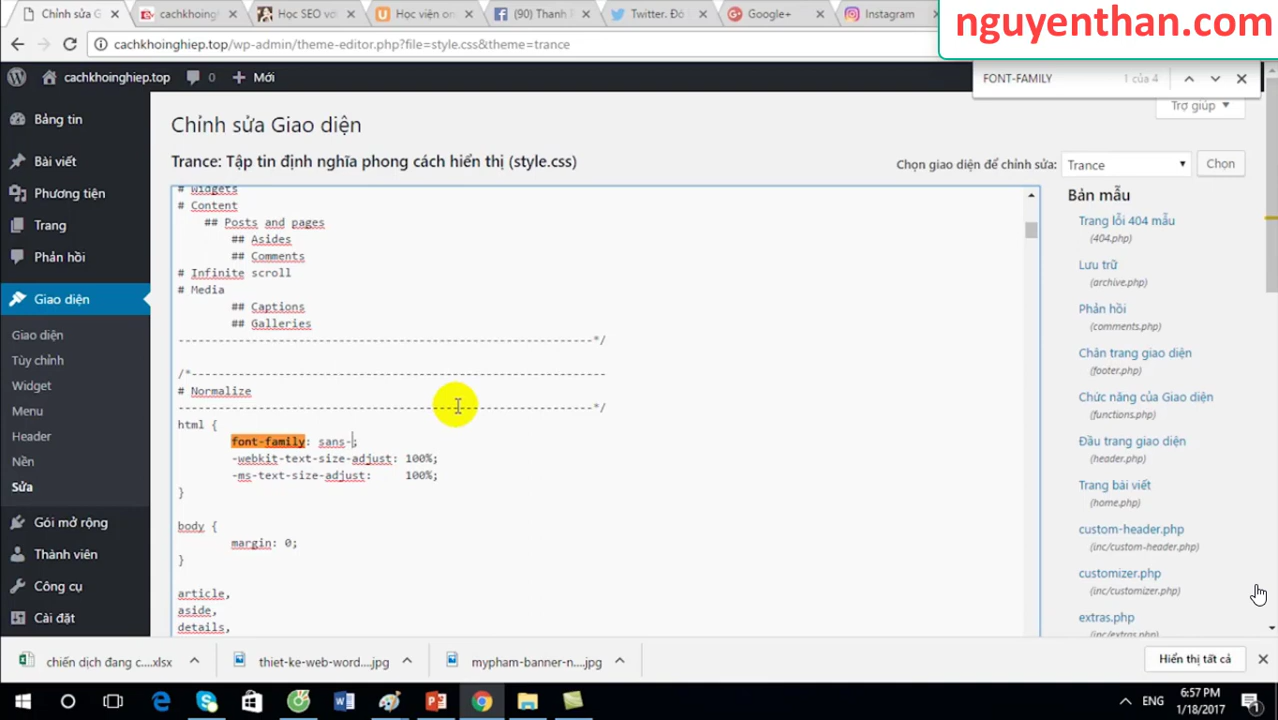 Chỉnh sửa G
cachkhoing
Học SEO vớ
Học viện on
(90) Thanh
Twitter. Đó
Google+
Instagram
nguyenthan.com
cachkhoinghiep.top/wp-admin/theme-editor.php?file=style.css&theme=trance
cachkhoinghiep.top
0
Mới
FONT-FAMILY
1 của 4
Trợ giúp
Bảng tin
Bài viết
Phương tiện
Trang
Phản hồi
Giao diện
Giao diện
Tùy chỉnh
Widget
Menu
Header
Nền
Sửa
Gói mở rộng
Thành viên
Công cụ
Cài đặt
Chỉnh sửa Giao diện
Trance: Tập tin định nghĩa phong cách hiển thị (style.css)
Chọn giao diện để chỉnh sửa:
Trance
Chọn
# Widgets
# Content
## Posts and pages
## Asides
## Comments
# Infinite scroll
# Media
## Captions
## Galleries
--------------------------------------------------------------*/
/*--------------------------------------------------------------
# Normalize
--------------------------------------------------------------*/
html {
font-family: sans-;
-webkit-text-size-adjust: 100%;
-ms-text-size-adjust:     100%;
}
body {
margin: 0;
}
article,
aside,
details,
Bản mẫu
Trang lỗi 404 mẫu
(404.php)
Lưu trữ
(archive.php)
Phản hồi
(comments.php)
Chân trang giao diện
(footer.php)
Chức năng của Giao diện
(functions.php)
Đầu trang giao diện
(header.php)
Trang bài viết
(home.php)
custom-header.php
(inc/custom-header.php)
customizer.php
(inc/customizer.php)
extras.php
(inc/extras.php)
chiến dịch đang c....xlsx
thiet-ke-web-word....jpg
mypham-banner-n....jpg
Hiển thị tất cả
ENG
6:57 PM
1/18/2017
1